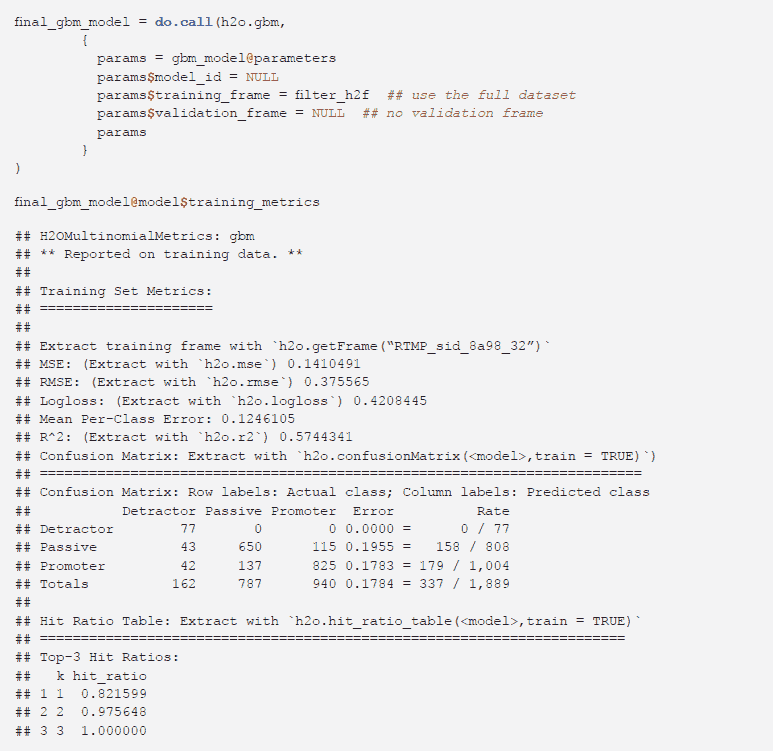 final_gbm_model = do.call(h2o.gbm,
{
params = gbm_model@parameters
params$model_id = NULL
params$training_frame = filter_h2f  ## use the full dataset
params$validation_frame = NULL  ## no validation frame
params
}
)
final_gbm_model@model$training_metrics
## H2OMultinomialMetrics: gbm
## ** Reported on training data. **
##
## Training Set Metrics:
## =====================
##
## Extract training frame with `h2o.getFrame("RTMP_sid_8a98_32")`
## MSE: (Extract with `h2o.mse`) 0.1410491
## RMSE: (Extract with `h2o.rmse`) 0.375565
## Logloss: (Extract with `h2o.logloss`) 0.4208445
## Mean Per-Class Error: 0.1246105
## R^2: (Extract with `h2o.r2`) 0.5744341
## Confusion Matrix: Extract with `h2o.confusionMatrix(<model>,train = TRUE)`)
## =========================================================================
## Confusion Matrix: Row labels: Actual class; Column labels: Predicted class
##           Detractor Passive Promoter  Error          Rate
## Detractor        77       0        0 0.0000 =      0 / 77
## Passive          43     650      115 0.1955 =   158 / 808
## Promoter         42     137      825 0.1783 = 179 / 1,004
## Totals          162     787      940 0.1784 = 337 / 1,889
##
## Hit Ratio Table: Extract with `h2o.hit_ratio_table(<model>,train = TRUE)`
## =======================================================================
## Top-3 Hit Ratios:
##   k hit_ratio
## 1 1  0.821599
## 2 2  0.975648
## 3 3  1.000000